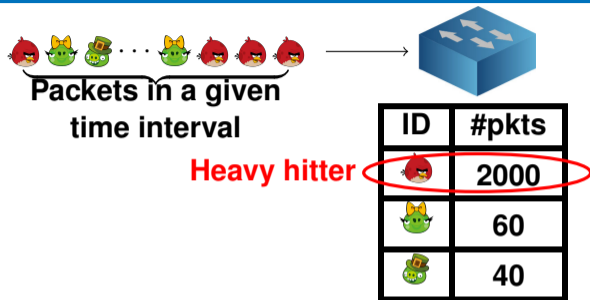 Packets in a given
time interval
ID #pkts
Heavy hitter 2000
60
40